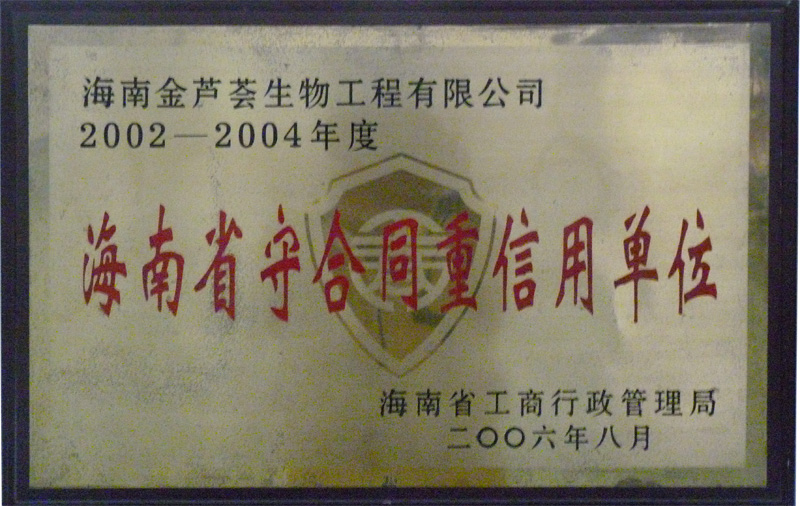 海南金芦荟生物工程有限公司
2002—2004年度
海南省守合同重信用单位
海南省工商行政管理局
二〇〇六年八月